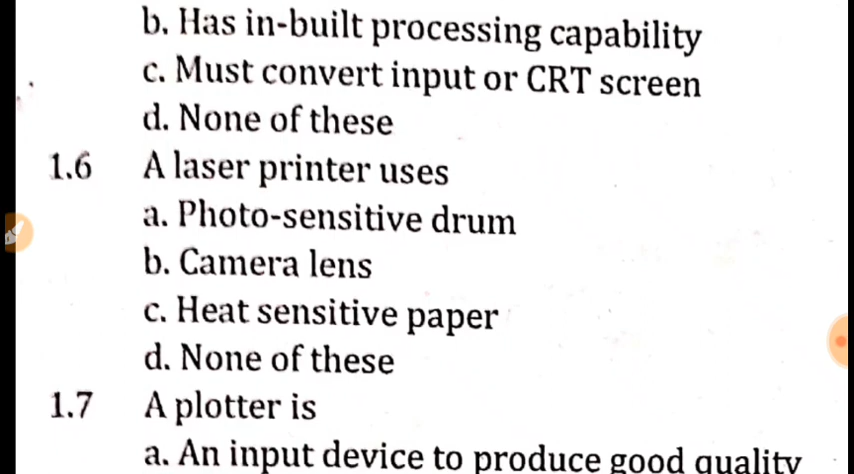 b. Has in-built processing capability
c. Must convert input or CRT screen
d. None of these
1.6 A laser printer uses
a. Photo-sensitive drum
b. Camera lens
c. Heat sensitive paper
d. None of these
1.7 A plotter is
a. An input device to produce good quality